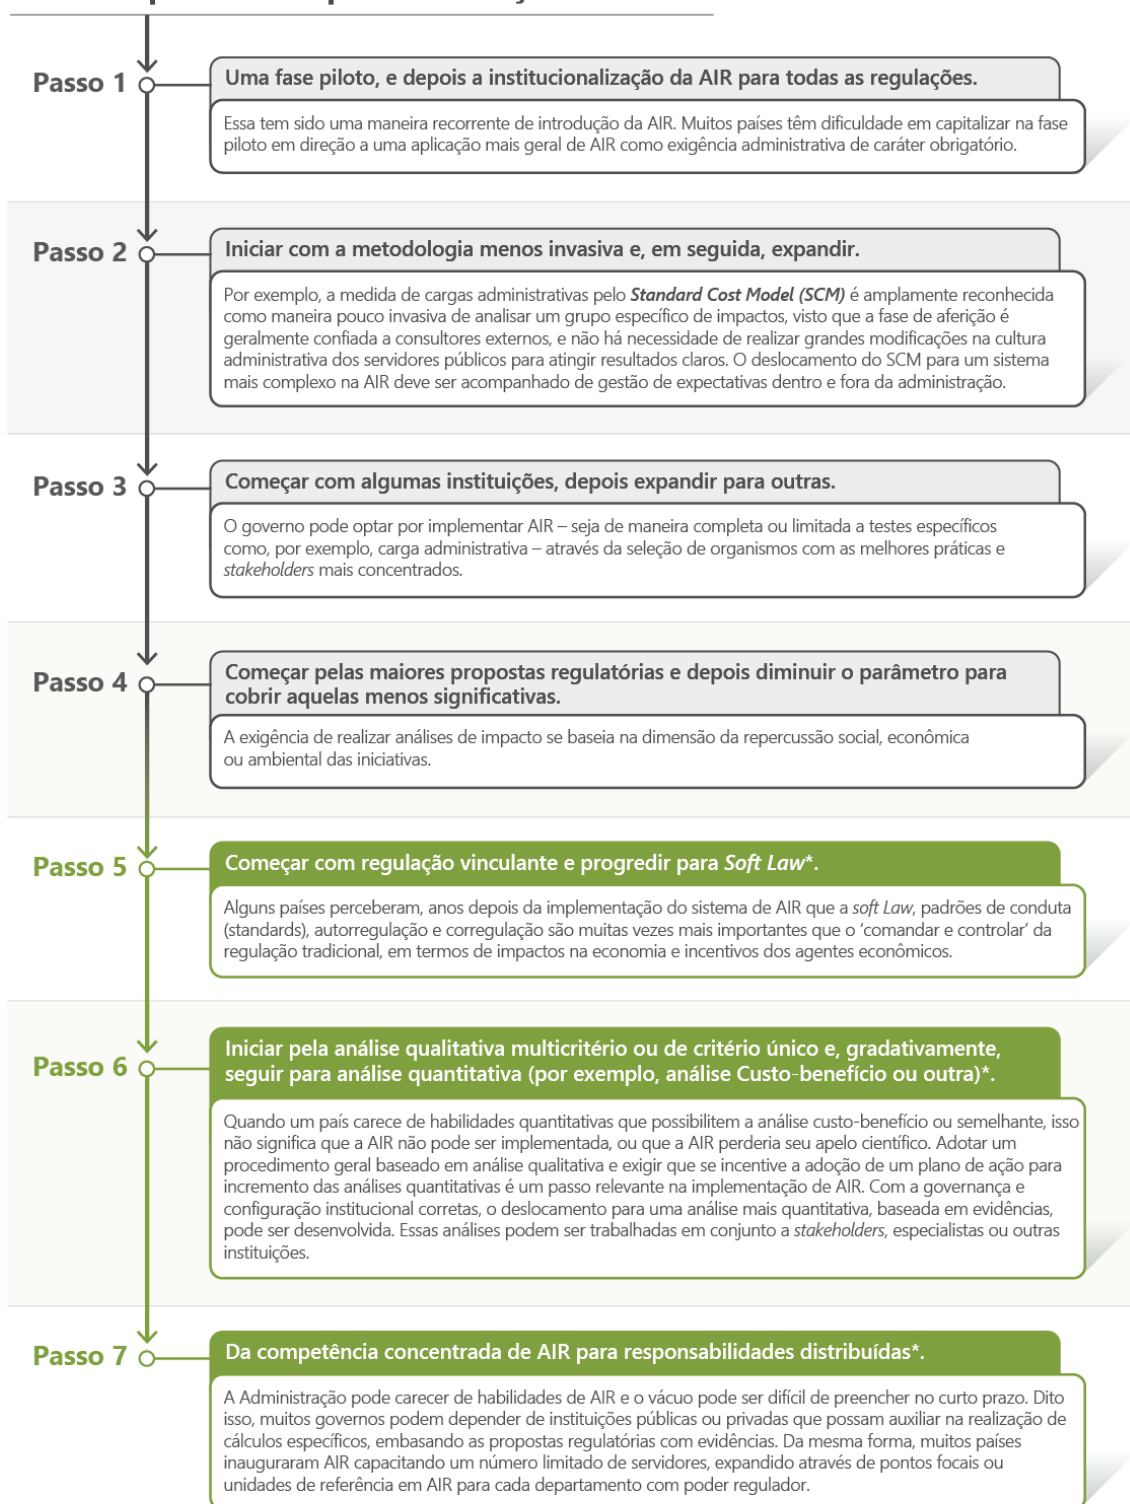 Passo 1
Uma fase piloto, e depois a institucionalização da AIR para todas as regulações.
Essa tem sido uma maneira recorrente de introdução da AIR. Muitos países têm dificuldade em capitalizar na fase
piloto em direção a uma aplicação mais geral de AIR como exigência administrativa de caráter obrigatório.
Passo 2
Iniciar com a metodologia menos invasiva e, em seguida, expandir.
Por exemplo, a medida de cargas administrativas pelo Standard Cost Model (SCM) é amplamente reconhecida
como maneira pouco invasiva de analisar um grupo específico de impactos, visto que a fase de aferição é
geralmente confiada a consultores externos, e não há necessidade de realizar grandes modificações na cultura
administrativa dos servidores públicos para atingir resultados claros. O deslocamento do SCM para um sistema
mais complexo na AIR deve ser acompanhado de gestão de expectativas dentro e fora da administração.
Passo 3
Começar com algumas instituições, depois expandir para outras.
O governo pode optar por implementar AIR – seja de maneira completa ou limitada a testes específicos
como, por exemplo, carga administrativa – através da seleção de organismos com as melhores práticas e
stakeholders mais concentrados.
Passo 4
Começar pelas maiores propostas regulatórias e depois diminuir o parâmetro para
cobrir aquelas menos significativas.
A exigência de realizar análises de impacto se baseia na dimensão da repercussão social, econômica
ou ambiental das iniciativas.
Passo 5
Começar com regulação vinculante e progredir para Soft Law*.
Alguns países perceberam, anos depois da implementação do sistema de AIR que a soft Law, padrões de conduta
(standards), autorregulação e corregulação são muitas vezes mais importantes que o ‘comandar e controlar’ da
regulação tradicional, em termos de impactos na economia e incentivos dos agentes econômicos.
Passo 6
Iniciar pela análise qualitativa multicritério ou de critério único e, gradativamente,
seguir para análise quantitativa (por exemplo, análise Custo-benefício ou outra)*.
Quando um país carece de habilidades quantitativas que possibilitem a análise custo-benefício ou semelhante, isso
não significa que a AIR não pode ser implementada, ou que a AIR perderia seu apelo científico. Adotar um
procedimento geral baseado em análise qualitativa e exigir que se incentive a adoção de um plano de ação para
incremento das análises quantitativas é um passo relevante na implementação de AIR. Com a governança e
configuração institucional corretas, o deslocamento para uma análise mais quantitativa, baseada em evidências,
pode ser desenvolvida. Essas análises podem ser trabalhadas em conjunto a stakeholders, especialistas ou outras
instituições.
Passo 7
Da competência concentrada de AIR para responsabilidades distribuídas*.
A Administração pode carecer de habilidades de AIR e o vácuo pode ser difícil de preencher no curto prazo. Dito
isso, muitos governos podem depender de instituições públicas ou privadas que possam auxiliar na realização de
cálculos específicos, embasando as propostas regulatórias com evidências. Da mesma forma, muitos países
inauguraram AIR capacitando um número limitado de servidores, expandido através de pontos focais ou
unidades de referência em AIR para cada departamento com poder regulador.